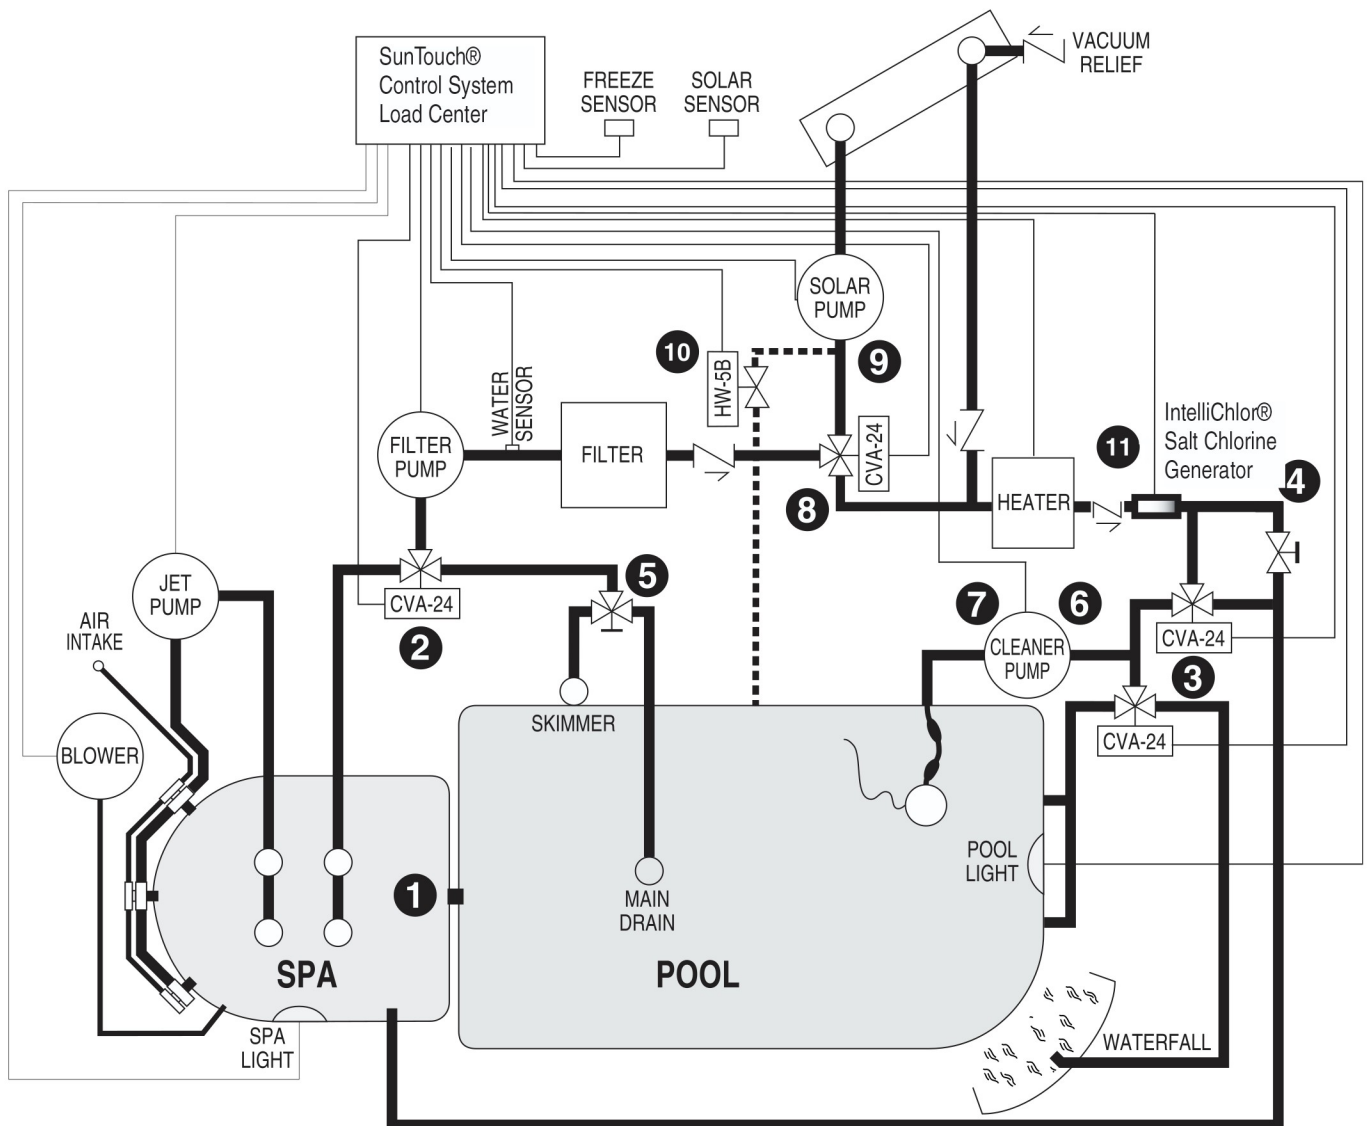 SunTouch®
Control System
Load Center
FREEZE
SENSOR
SOLAR
SENSOR
VACUUM
RELIEF
SOLAR
PUMP
10
HW-5B
9
WATER
SENSOR
FILTER
PUMP
FILTER
CVA-24
8
HEATER
11
IntelliChlor®
Salt Chlorine
Generator
4
JET
PUMP
AIR
INTAKE
CVA-24
2
5
7
6
CLEANER
PUMP
CVA-24
3
CVA-24
SKIMMER
BLOWER
1
MAIN
DRAIN
POOL
LIGHT
SPA
POOL
SPA
LIGHT
WATERFALL